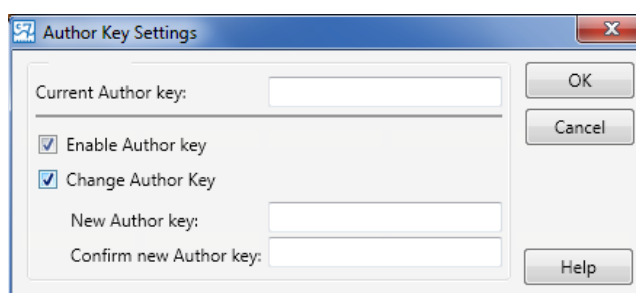 Author Key Settings
Current Author key:
OK
Cancel
Enable Author key
Change Author Key
New Author key:
Confirm new Author key:
Help